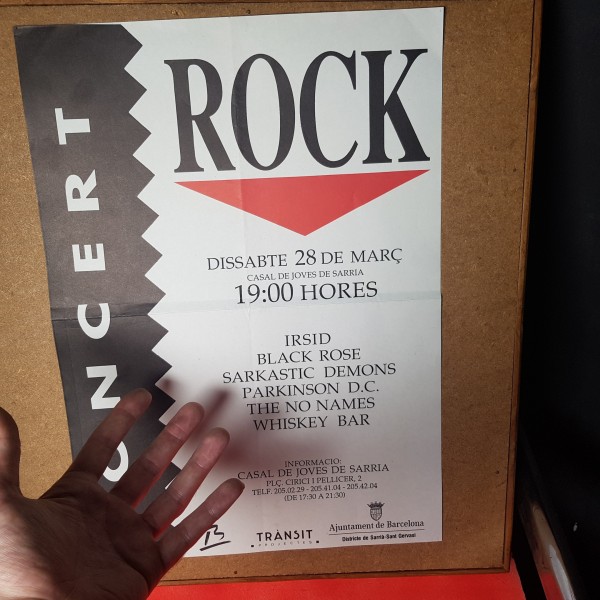 CONCERT
ROCK
DISSABTE 28 DE MARÇ
CASAL DE JOVES DE SARRIA
19:00 HORES
IRSID
BLACK ROSE
SARKASTIC DEMONS
PARKINSON D.C.
THE NO NAMES
WHISKEY BAR
INFORMACIO:
CASAL DE JOVES DE SARRIA
PLÇ. CIRICI I PELLICER, 2
TELF. 205.02.29 - 205.41.04 - 205.42.04
(DE 17:30 A 21:30)
TRÀNSIT
PROJECTES
Ajuntament de Barcelona
Districte de Sarrià-Sant Gervasi